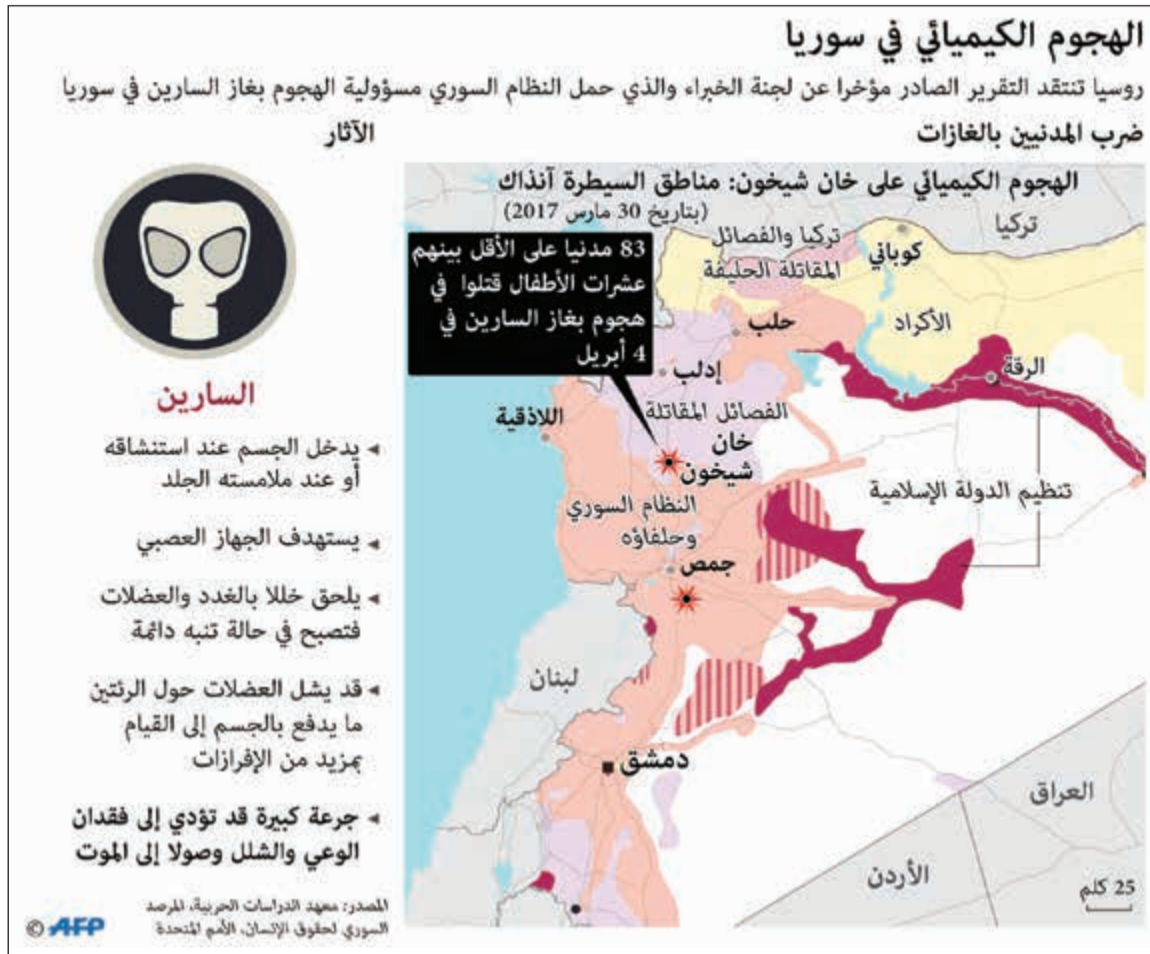 الهجوم الكيميائي في سوريا
روسيا تنتقد التقرير الصادر مؤخرا عن لجنة الخبراء والذي حمل النظام السوري مسؤولية الهجوم بغاز السارين في سوريا
ضرب المدنيين بالغازات
الهجوم الكيميائي على خان شيخون: مناطق السيطرة آنذاك
(بتاريخ 30 مارس 2017)
تركيا
تركيا والفصائل
المقاتلة الحليفة
كوباني
83 مدنيا على الأقل بينهم
عشرات الأطفال قتلوا في
هجوم بغاز السارين في
4 أبريل
الأكراد
حلب
الرقة
إدلب
الفصائل المقاتلة
اللاذقية
خان
شيخون
تنظيم الدولة الإسلامية
النظام السوري
وحلفاؤه
جمص
لبنان
دمشق
العراق
الأردن
25 كلم
الآثار
السارين
◂ يدخل الجسم عند استنشاقه
أو عند ملامسته الجلد
◂ يستهدف الجهاز العصبي
◂ يلحق خللا بالغدد والعضلات
فتصبح في حالة تنبه دائمة
◂ قد يشل العضلات حول الرئتين
ما يدفع بالجسم إلى القيام
بمزيد من الإفرازات
◂ جرعة كبيرة قد تؤدي إلى فقدان
الوعي والشلل وصولا إلى الموت
المصدر: معهد الدراسات الحربية، المرصد
السوري لحقوق الإنسان، الأمم المتحدة
© AFP